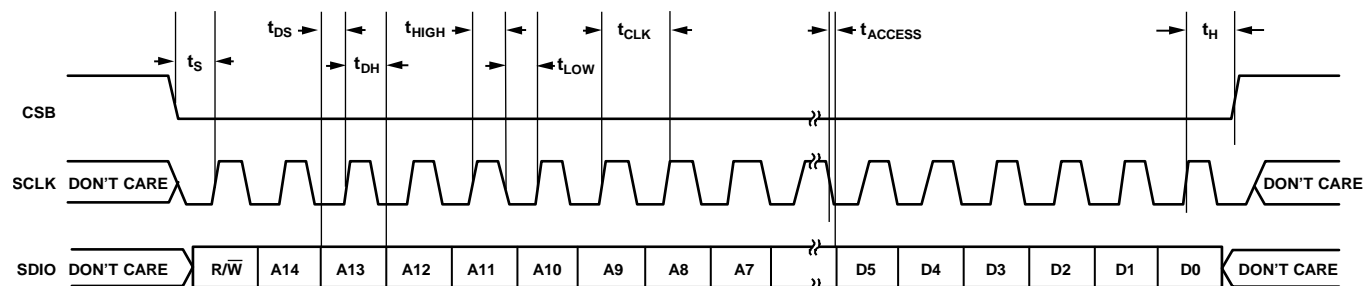 tDS tHIGH tCLK tACCESS tH
tS tDH tLOW
CSB
SCLK DON'T CARE DON'T CARE
SDIO DON'T CARE R/W̅ A14 A13 A12 A11 A10 A9 A8 A7 D5 D4 D3 D2 D1 D0 DON'T CARE